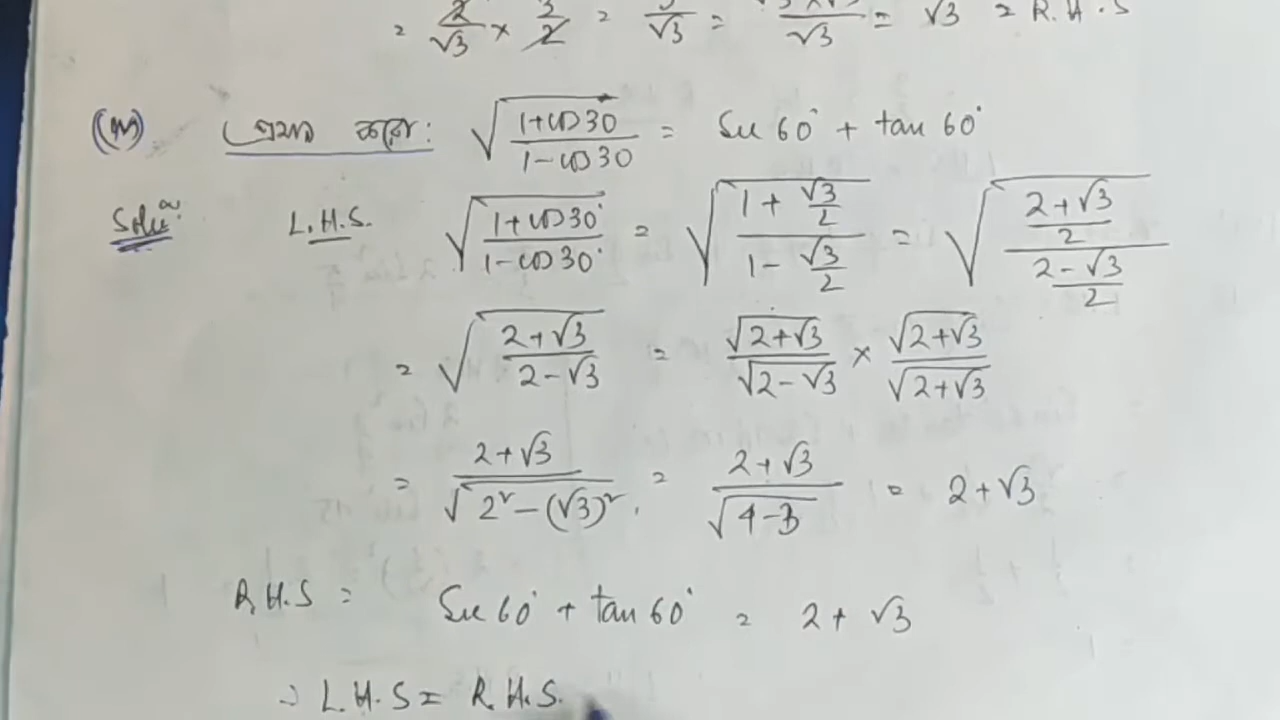 = 2/√3 × 3/2 = 3/√3 = /√3 = √3 = R.H.S
প্রমাণ করো: √((1+cos30)/(1-cos30)) = Sec 60° + tan 60°
Solun: L.H.S. √((1+cos30°)/(1-cos30°)) = √((1+√3/2)/(1-√3/2)) = √(((2+√3)/2)/((2-√3)/2))
= √((2+√3)/(2-√3)) = √(2+√3)/√(2-√3) × √(2+√3)/√(2+√3)
= (2+√3)/√(2²-(√3)²) = (2+√3)/√(4-3) = 2+√3
R.H.S = Sec 60° + tan 60° = 2+√3
∴ L.H.S = R.H.S.